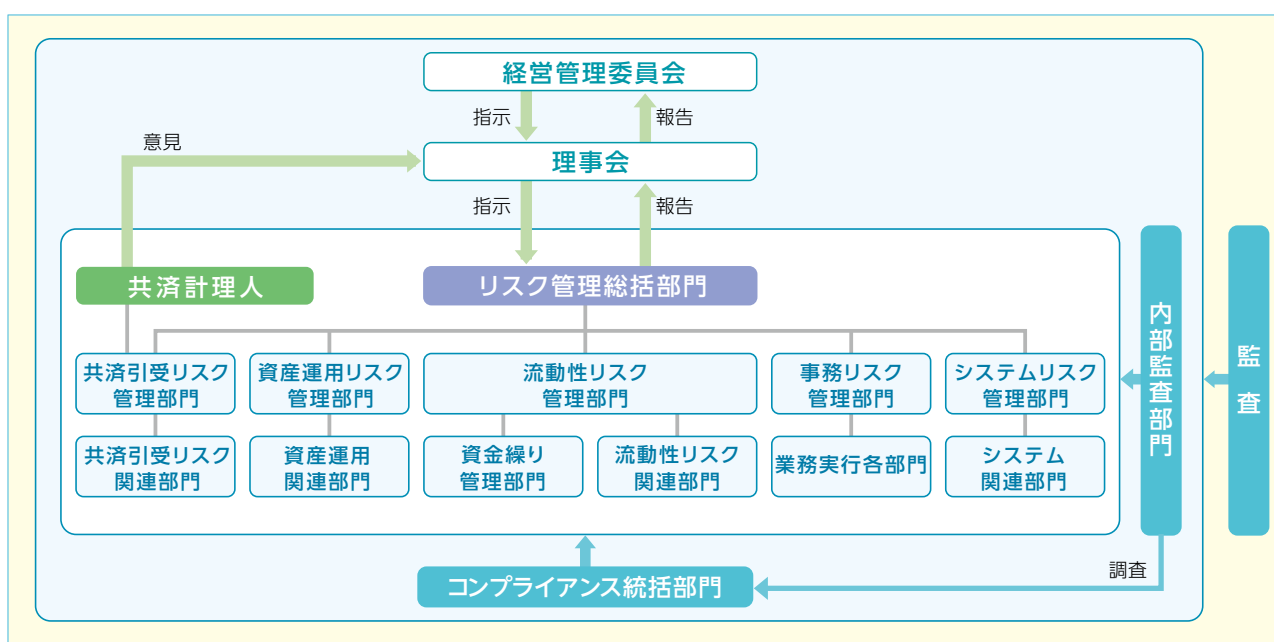 経営管理委員会
指示
報告
意見
理事会
指示
報告
共済計理人
リスク管理総括部門
共済引受リスク
管理部門
資産運用リスク
管理部門
流動性リスク
管理部門
事務リスク
管理部門
システムリスク
管理部門
共済引受リスク
関連部門
資産運用
関連部門
資金繰り
管理部門
流動性リスク
関連部門
業務実行各部門
システム
関連部門
内部監査部門
監査
調査
コンプライアンス統括部門